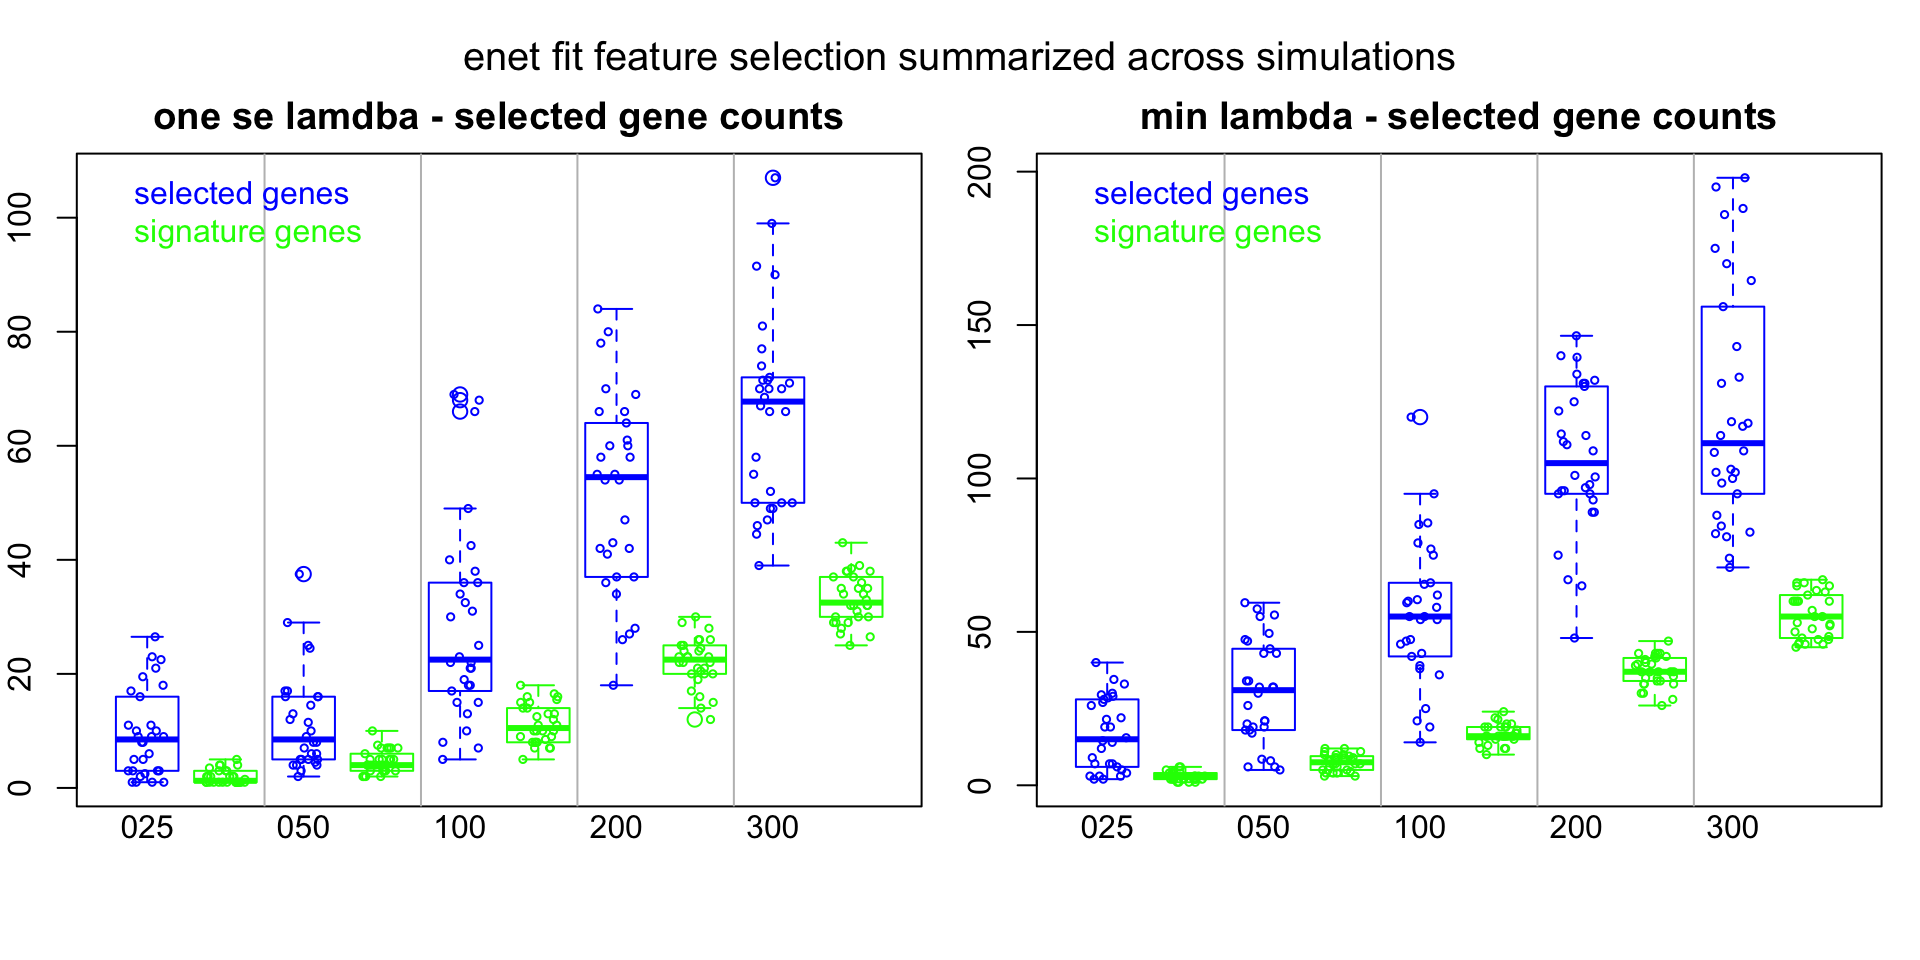 enet fit feature selection summarized across simulations
one se lamdba - selected gene counts
selected genes
signature genes
100
80
60
40
20
0
025 050 100 200 300
min lambda - selected gene counts
selected genes
signature genes
200
150
100
50
0
025 050 100 200 300